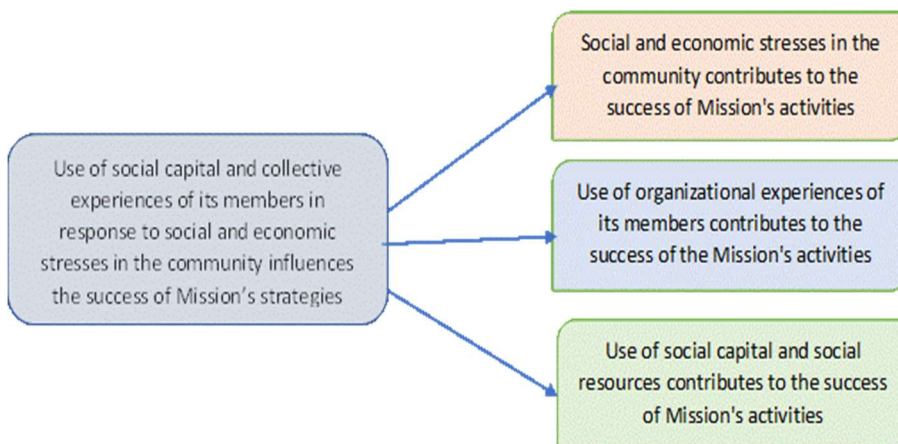 Use of social capital and collective
experiences of its members in
response to social and economic
stresses in the community influences
the success of Mission’s strategies
Social and economic stresses in the
community contributes to the
success of Mission's activities
Use of organizational experiences of
its members contributes to the
success of the Mission's activities
Use of social capital and social
resources contributes to the success
of Mission's activities